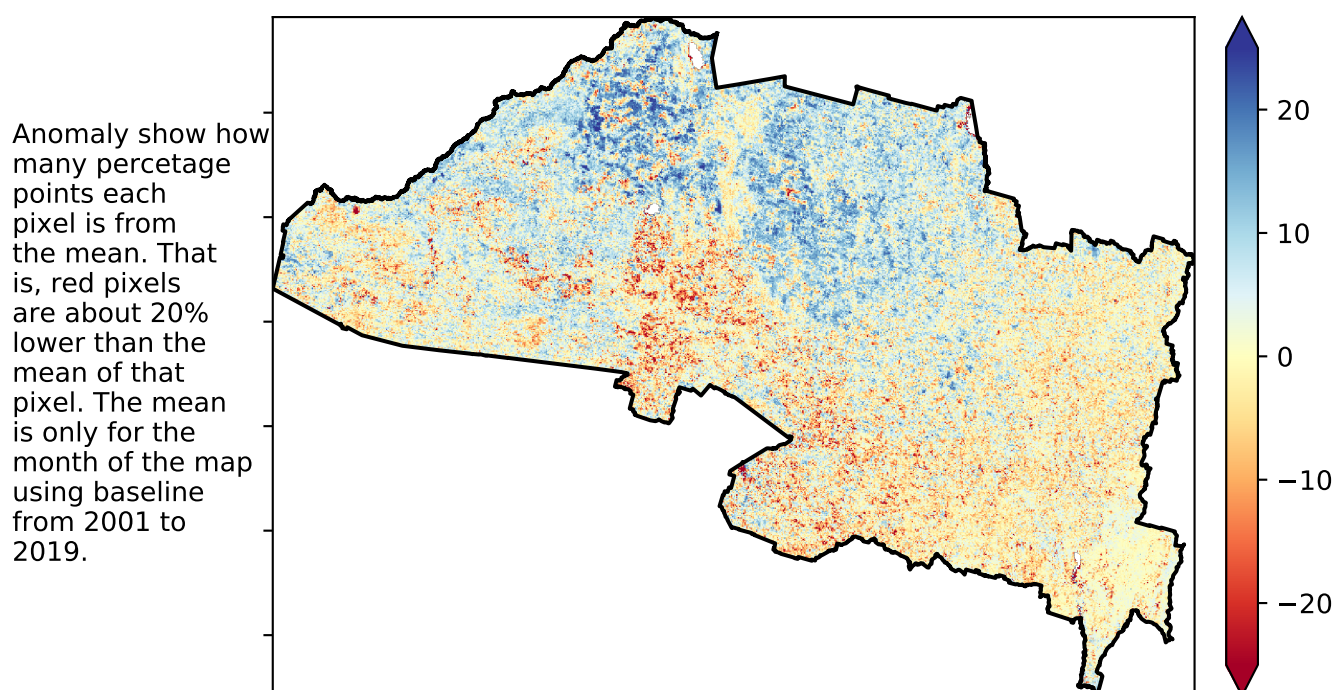 Anomaly show how
many percetage
points each
pixel is from
the mean. That
is, red pixels
are about 20%
lower than the
mean of that
pixel. The mean
is only for the
month of the map
using baseline
from 2001 to
2019.
20
10
0
−10
−20